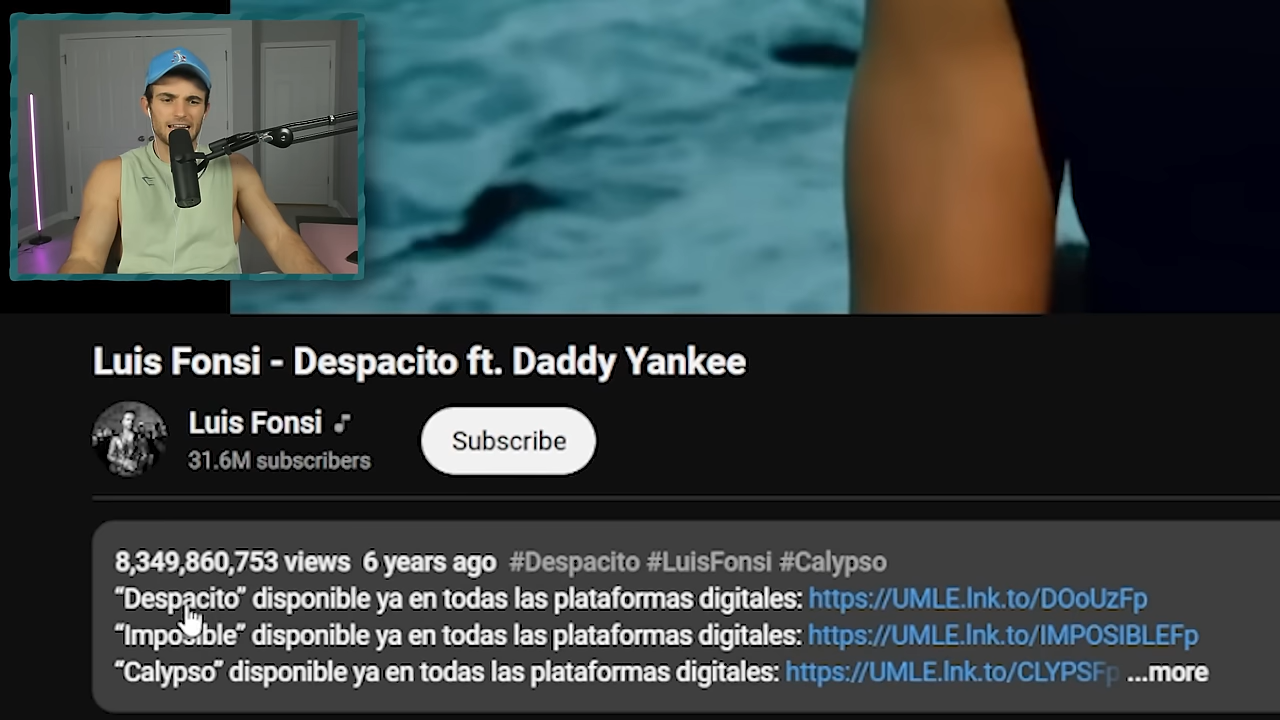 Luis Fonsi - Despacito ft. Daddy Yankee
Luis Fonsi
31.6M subscribers
Subscribe
8,349,860,753 views 6 years ago #Despacito #LuisFonsi #Calypso
“Despacito” disponible ya en todas las plataformas digitales: https://UMLE.lnk.to/DOoUzFp
“Imposible” disponible ya en todas las plataformas digitales: https://UMLE.lnk.to/IMPOSIBLEFp
“Calypso” disponible ya en todas las plataformas digitales: https://UMLE.lnk.to/CLYPSFp ...more